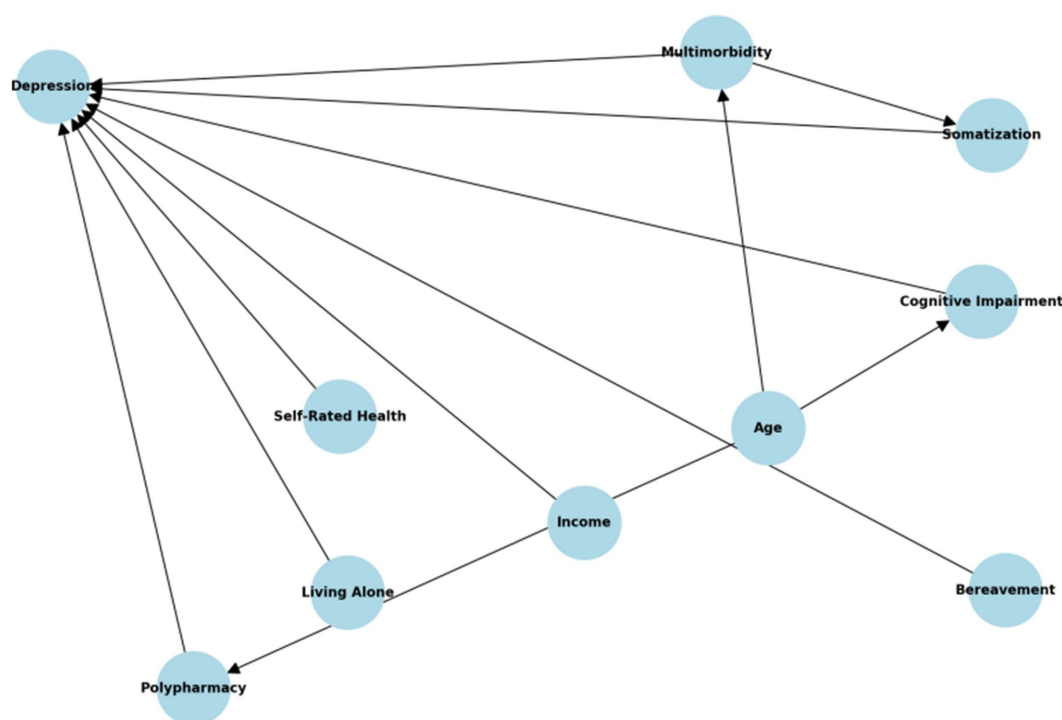 Multimorbidity
Depression
Somatization
Cognitive Impairment
Self-Rated Health
Age
Income
Living Alone
Bereavement
Polypharmacy